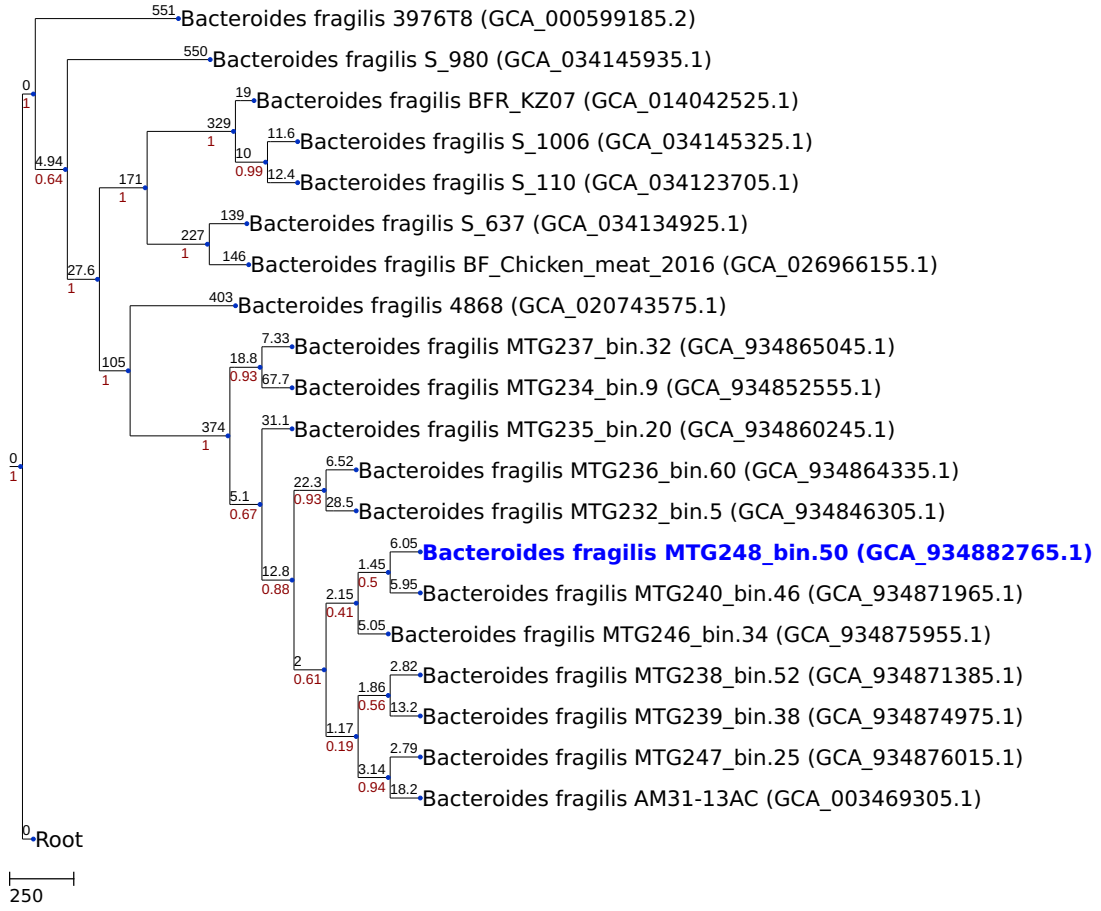 551 Bacteroides fragilis 3976T8 (GCA_000599185.2)
550 Bacteroides fragilis S_980 (GCA_034145935.1)
0
1
19 Bacteroides fragilis BFR_KZ07 (GCA_014042525.1)
329
1
11.6 Bacteroides fragilis S_1006 (GCA_034145325.1)
10
0.99
4.94
0.64
12.4 Bacteroides fragilis S_110 (GCA_034123705.1)
171
1
139 Bacteroides fragilis S_637 (GCA_034134925.1)
227
1
146 Bacteroides fragilis BF_Chicken_meat_2016 (GCA_026966155.1)
27.6
1
403 Bacteroides fragilis 4868 (GCA_020743575.1)
7.33 Bacteroides fragilis MTG237_bin.32 (GCA_934865045.1)
18.8
0.93
105
1
67.7 Bacteroides fragilis MTG234_bin.9 (GCA_934852555.1)
31.1 Bacteroides fragilis MTG235_bin.20 (GCA_934860245.1)
374
1
0
1
6.52 Bacteroides fragilis MTG236_bin.60 (GCA_934864335.1)
22.3
0.93
5.1
0.67
28.5 Bacteroides fragilis MTG232_bin.5 (GCA_934846305.1)
6.05 Bacteroides fragilis MTG248_bin.50 (GCA_934882765.1)
1.45
0.5
12.8
0.88
5.95 Bacteroides fragilis MTG240_bin.46 (GCA_934871965.1)
2.15
0.41
5.05 Bacteroides fragilis MTG246_bin.34 (GCA_934875955.1)
2
0.61
2.82 Bacteroides fragilis MTG238_bin.52 (GCA_934871385.1)
1.86
0.56
13.2 Bacteroides fragilis MTG239_bin.38 (GCA_934874975.1)
1.17
0.19
2.79 Bacteroides fragilis MTG247_bin.25 (GCA_934876015.1)
3.14
0.94
18.2 Bacteroides fragilis AM31-13AC (GCA_003469305.1)
0 Root
250